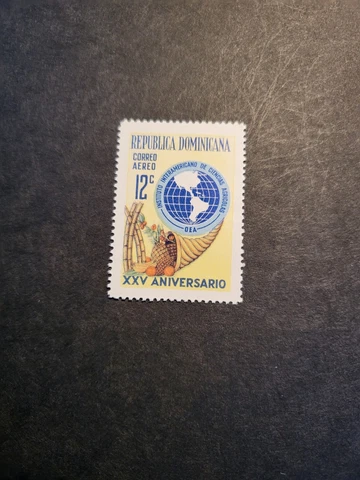 REPUBLICA DOMINICANA
CORREO
AEREO
12c
INSTITUTO INTERAMERICANO DE CIENCIAS AGRICOLAS
OEA
XXV ANIVERSARIO